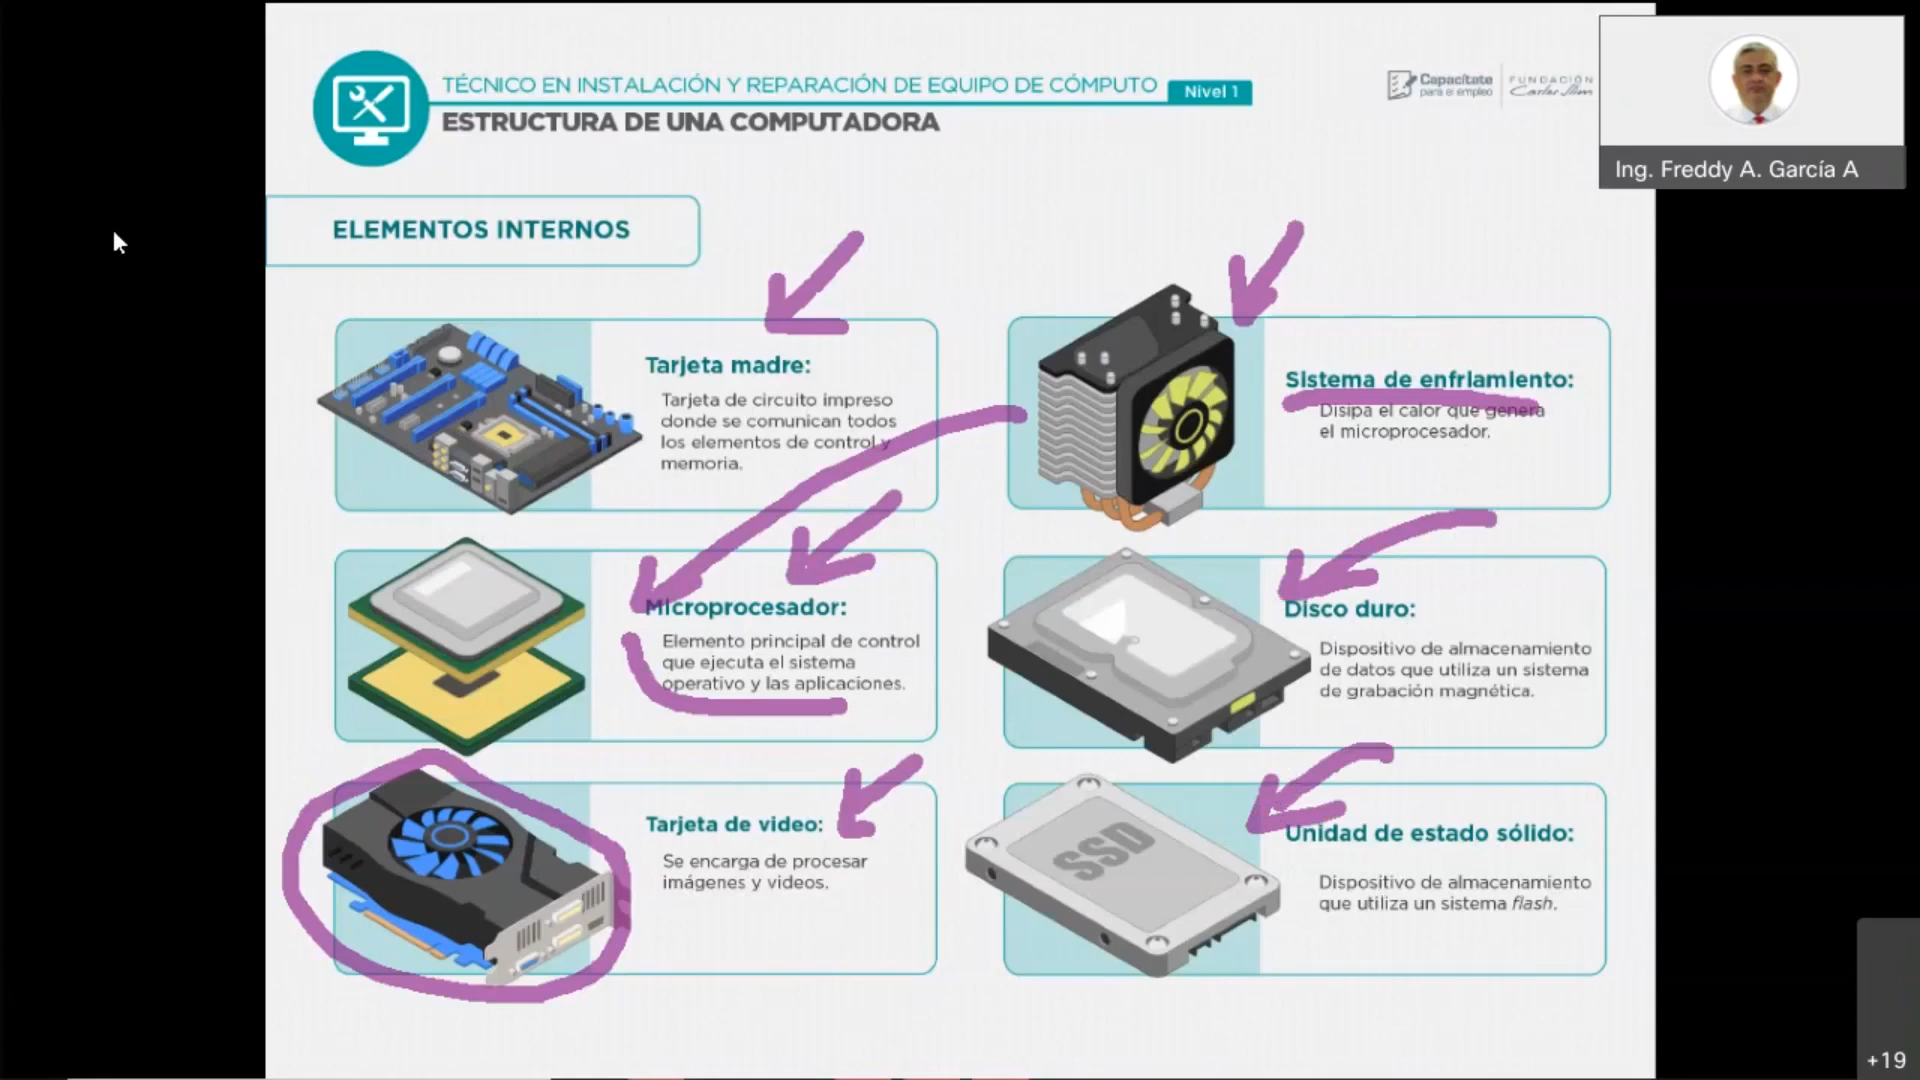 TÉCNICO EN INSTALACIÓN Y REPARACIÓN DE EQUIPO DE CÓMPUTO
Nivel 1
ESTRUCTURA DE UNA COMPUTADORA
Capacítate
para el empleo
FUNDACIÓN
Carlos Slim
Ing. Freddy A. García A
ELEMENTOS INTERNOS
Tarjeta madre:
Tarjeta de circuito impreso
donde se comunican todos
los elementos de control y
memoria.
Sistema de enfriamiento:
Disipa el calor que genera
el microprocesador.
Microprocesador:
Elemento principal de control
que ejecuta el sistema
operativo y las aplicaciones.
Disco duro:
Dispositivo de almacenamiento
de datos que utiliza un sistema
de grabación magnética.
Tarjeta de video:
Se encarga de procesar
imágenes y videos.
SSD
Unidad de estado sólido:
Dispositivo de almacenamiento
que utiliza un sistema flash.
+19